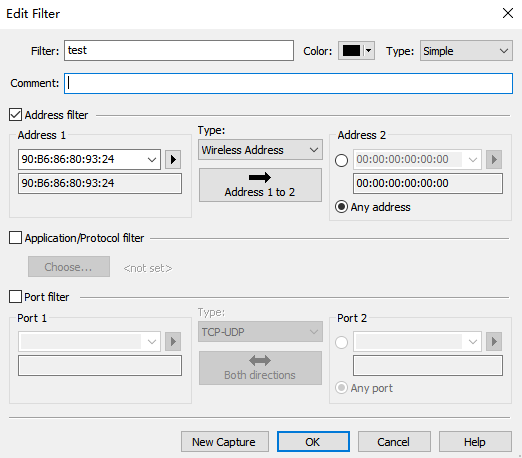 Edit Filter
Filter: test Color: Type: Simple
Comment:
Address filter
Address 1 Type: Address 2
90:B6:86:80:93:24 Wireless Address 00:00:00:00:00:00
90:B6:86:80:93:24 Address 1 to 2 00:00:00:00:00:00
Any address
Application/Protocol filter
Choose... <not set>
Port filter
Port 1 Type: Port 2
TCP-UDP
Both directions Any port
New Capture OK Cancel Help